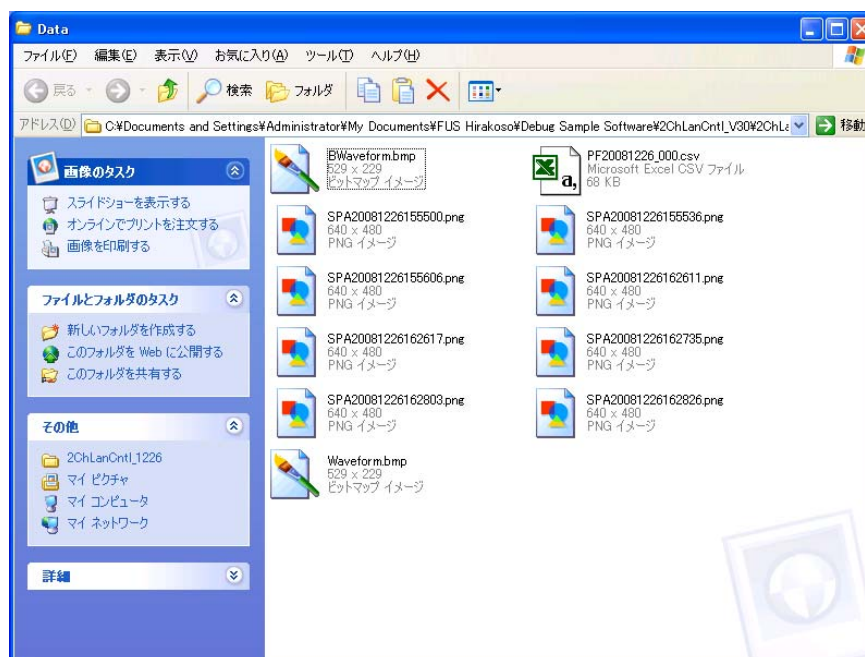 Data
ファイル(F) 編集(E) 表示(V) お気に入り(A) ツール(T) ヘルプ(H)
戻る 検索 フォルダ
アドレス(D) C:¥Documents and Settings¥Administrator¥My Documents¥FUS Hirakoso¥Debug Sample Software¥2ChLanCntl_V30¥2ChLa 移動
画像のタスク
スライドショーを表示する
オンラインでプリントを注文する
画像を印刷する
ファイルとフォルダのタスク
新しいフォルダを作成する
このフォルダを Web に公開する
このフォルダを共有する
その他
2ChLanCntl_1226
マイ ピクチャ
マイ コンピュータ
マイ ネットワーク
詳細
BWaveform.bmp
529 x 229
ビットマップ イメージ
PF20081226_000.csv
Microsoft Excel CSV ファイル
68 KB
SPA20081226155500.png
640 x 480
PNG イメージ
SPA20081226155536.png
640 x 480
PNG イメージ
SPA20081226155606.png
640 x 480
PNG イメージ
SPA20081226162611.png
640 x 480
PNG イメージ
SPA20081226162617.png
640 x 480
PNG イメージ
SPA20081226162735.png
640 x 480
PNG イメージ
SPA20081226162803.png
640 x 480
PNG イメージ
SPA20081226162826.png
640 x 480
PNG イメージ
Waveform.bmp
529 x 229
ビットマップ イメージ